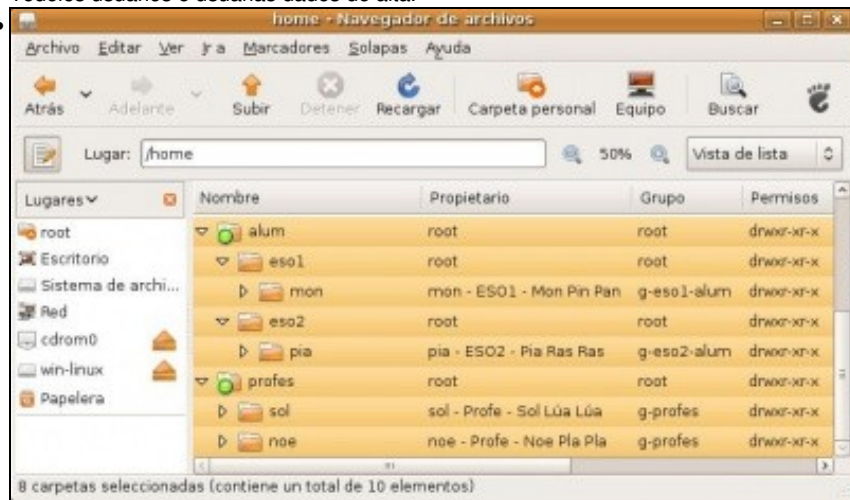 home - Navegador de archivos
Archivo Editar Ver Ir a Marcadores Solapas Ayuda
Atrás Adelante Subir Detener Recargar Carpeta personal Equipo Buscar
Lugar: /home 50% Vista de lista
Lugares Nombre Propietario Grupo Permisos
root alum root root drwxr-xr-x
Escritorio eso1 root root drwxr-xr-x
Sistema de archi... mon mon - ESO1 - Mon Pin Pan g-eso1-alum drwxr-xr-x
Red eso2 root root drwxr-xr-x
cdrom0 pia pia - ESO2 - Pia Ras Ras g-eso2-alum drwxr-xr-x
win-linux profes root root drwxr-xr-x
Papelera sol sol - Profe - Sol Lúa Lúa g-profes drwxr-xr-x
noe noe - Profe - Noe Pla Pla g-profes drwxr-xr-x
8 carpetas seleccionadas (contiene un total de 10 elementos)